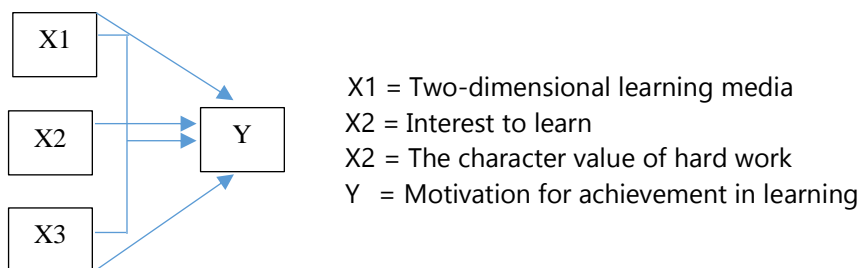 X1
X2
X3
Y
X1 = Two-dimensional learning media
X2 = Interest to learn
X2 = The character value of hard work
Y = Motivation for achievement in learning